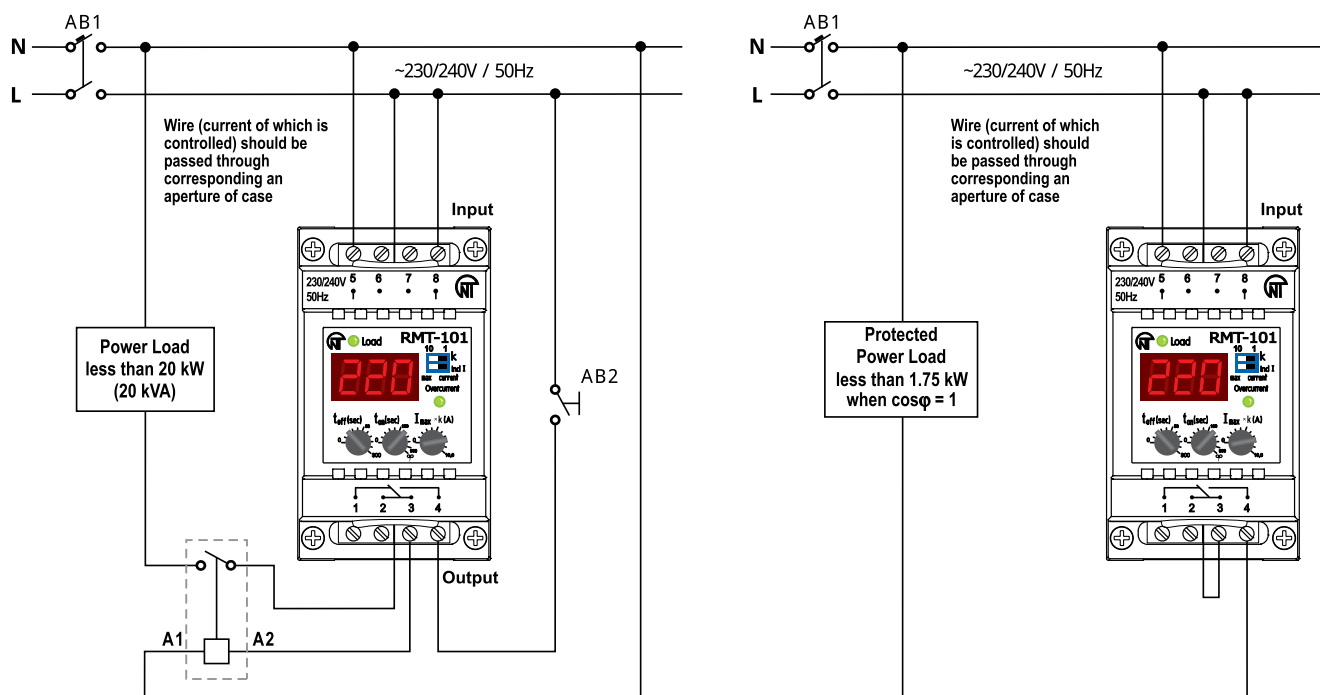 AB1
N
~230/240V / 50Hz
L
Wire (current of which is
controlled) should be
passed through
corresponding an
aperture of case
Input
230/240V
50Hz
5 6 7 8
Load
RMT-101
10 1
k
Ind I
max current
Overcurrent
220
toff(sec) ton(sec) Imax ×k(A)
1 2 3 4
Output
Power Load
less than 20 kW
(20 kVA)
AB2
A1
A2
AB1
N
~230/240V / 50Hz
L
Wire (current of which
is controlled) should
be passed through
corresponding an
aperture of case
Input
230/240V
50Hz
5 6 7 8
Load
RMT-101
10 1
k
Ind I
max current
Overcurrent
220
toff(sec) ton(sec) Imax ×k(A)
1 2 3 4
Protected
Power Load
less than 1.75 kW
when cosφ = 1